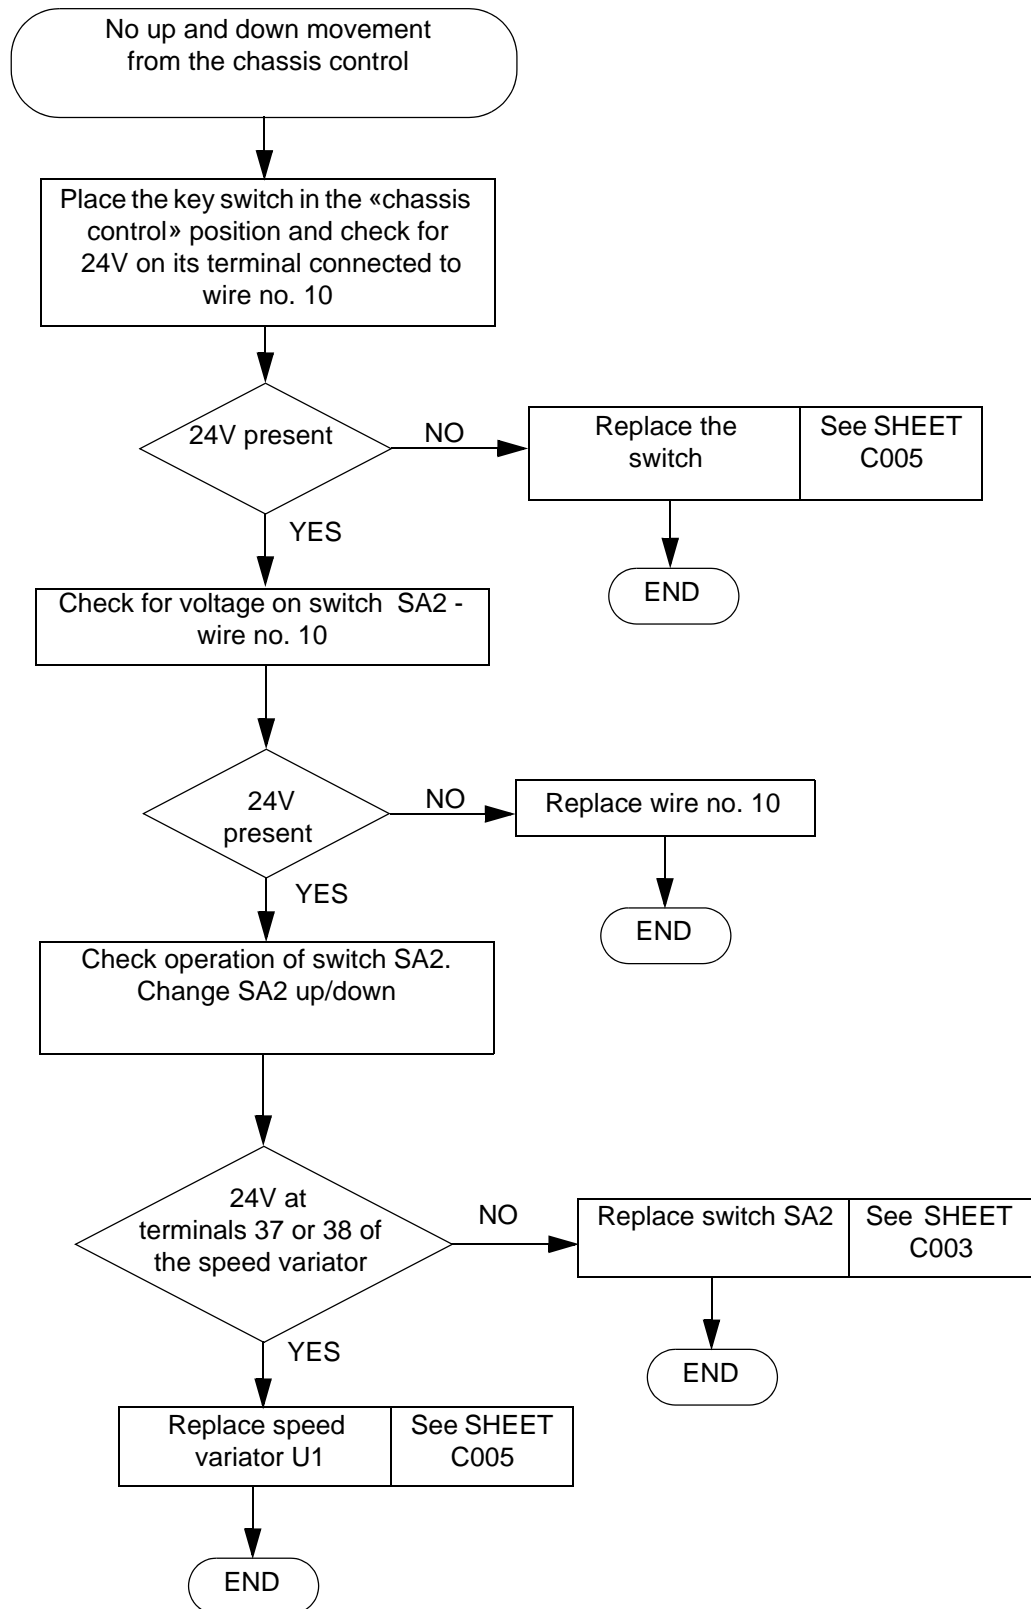 No up and down movement
from the chassis control
Place the key switch in the «chassis
control» position and check for
24V on its terminal connected to
wire no. 10
24V present
NO
Replace the
switch
See SHEET
C005
YES
END
Check for voltage on switch SA2 -
wire no. 10
24V
present
NO
Replace wire no. 10
YES
END
Check operation of switch SA2.
Change SA2 up/down
24V at
terminals 37 or 38 of
the speed variator
NO
Replace switch SA2
See SHEET
C003
YES
END
Replace speed
variator U1
See SHEET
C005
END